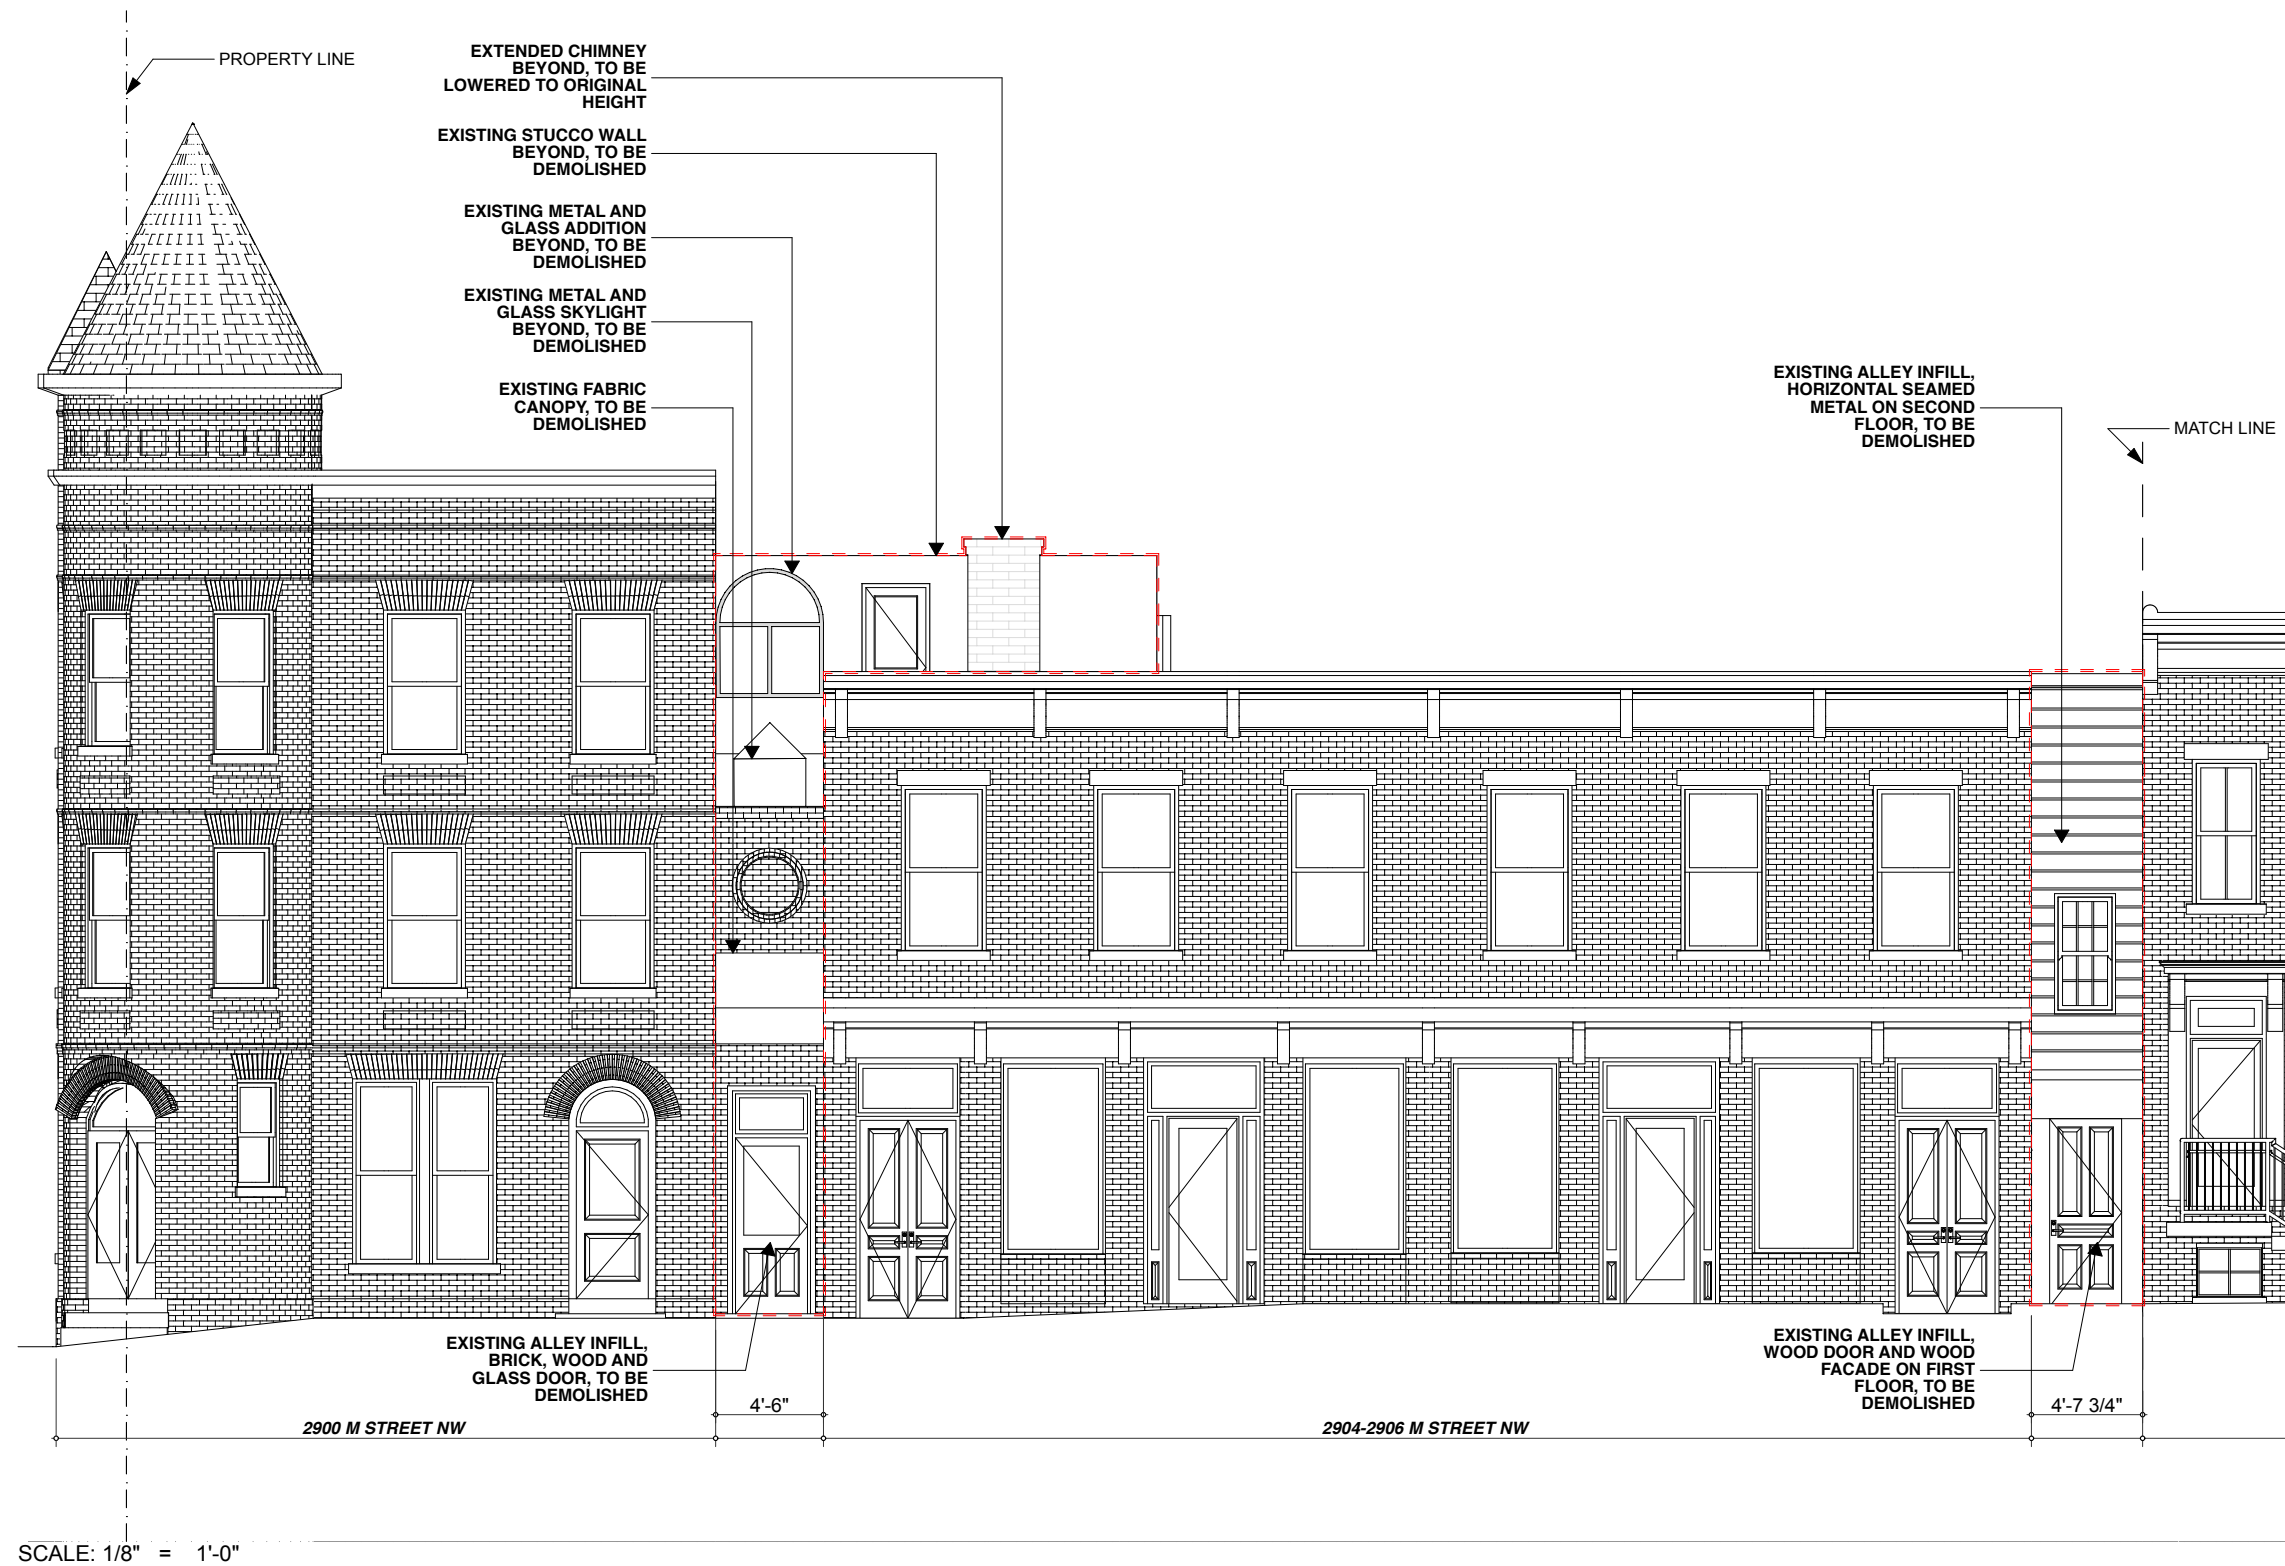 PROPERTY LINE
EXTENDED CHIMNEY
BEYOND, TO BE
LOWERED TO ORIGINAL
HEIGHT
EXISTING STUCCO WALL
BEYOND, TO BE
DEMOLISHED
EXISTING METAL AND
GLASS ADDITION
BEYOND, TO BE
DEMOLISHED
EXISTING METAL AND
GLASS SKYLIGHT
BEYOND, TO BE
DEMOLISHED
EXISTING FABRIC
CANOPY, TO BE
DEMOLISHED
EXISTING ALLEY INFILL,
HORIZONTAL SEAMED
METAL ON SECOND
FLOOR, TO BE
DEMOLISHED
MATCH LINE
EXISTING ALLEY INFILL,
BRICK, WOOD AND
GLASS DOOR, TO BE
DEMOLISHED
EXISTING ALLEY INFILL,
WOOD DOOR AND WOOD
FACADE ON FIRST
FLOOR, TO BE
DEMOLISHED
4'-6"
4'-7 3/4"
2900 M STREET NW
2904-2906 M STREET NW
SCALE: 1/8" = 1'-0"